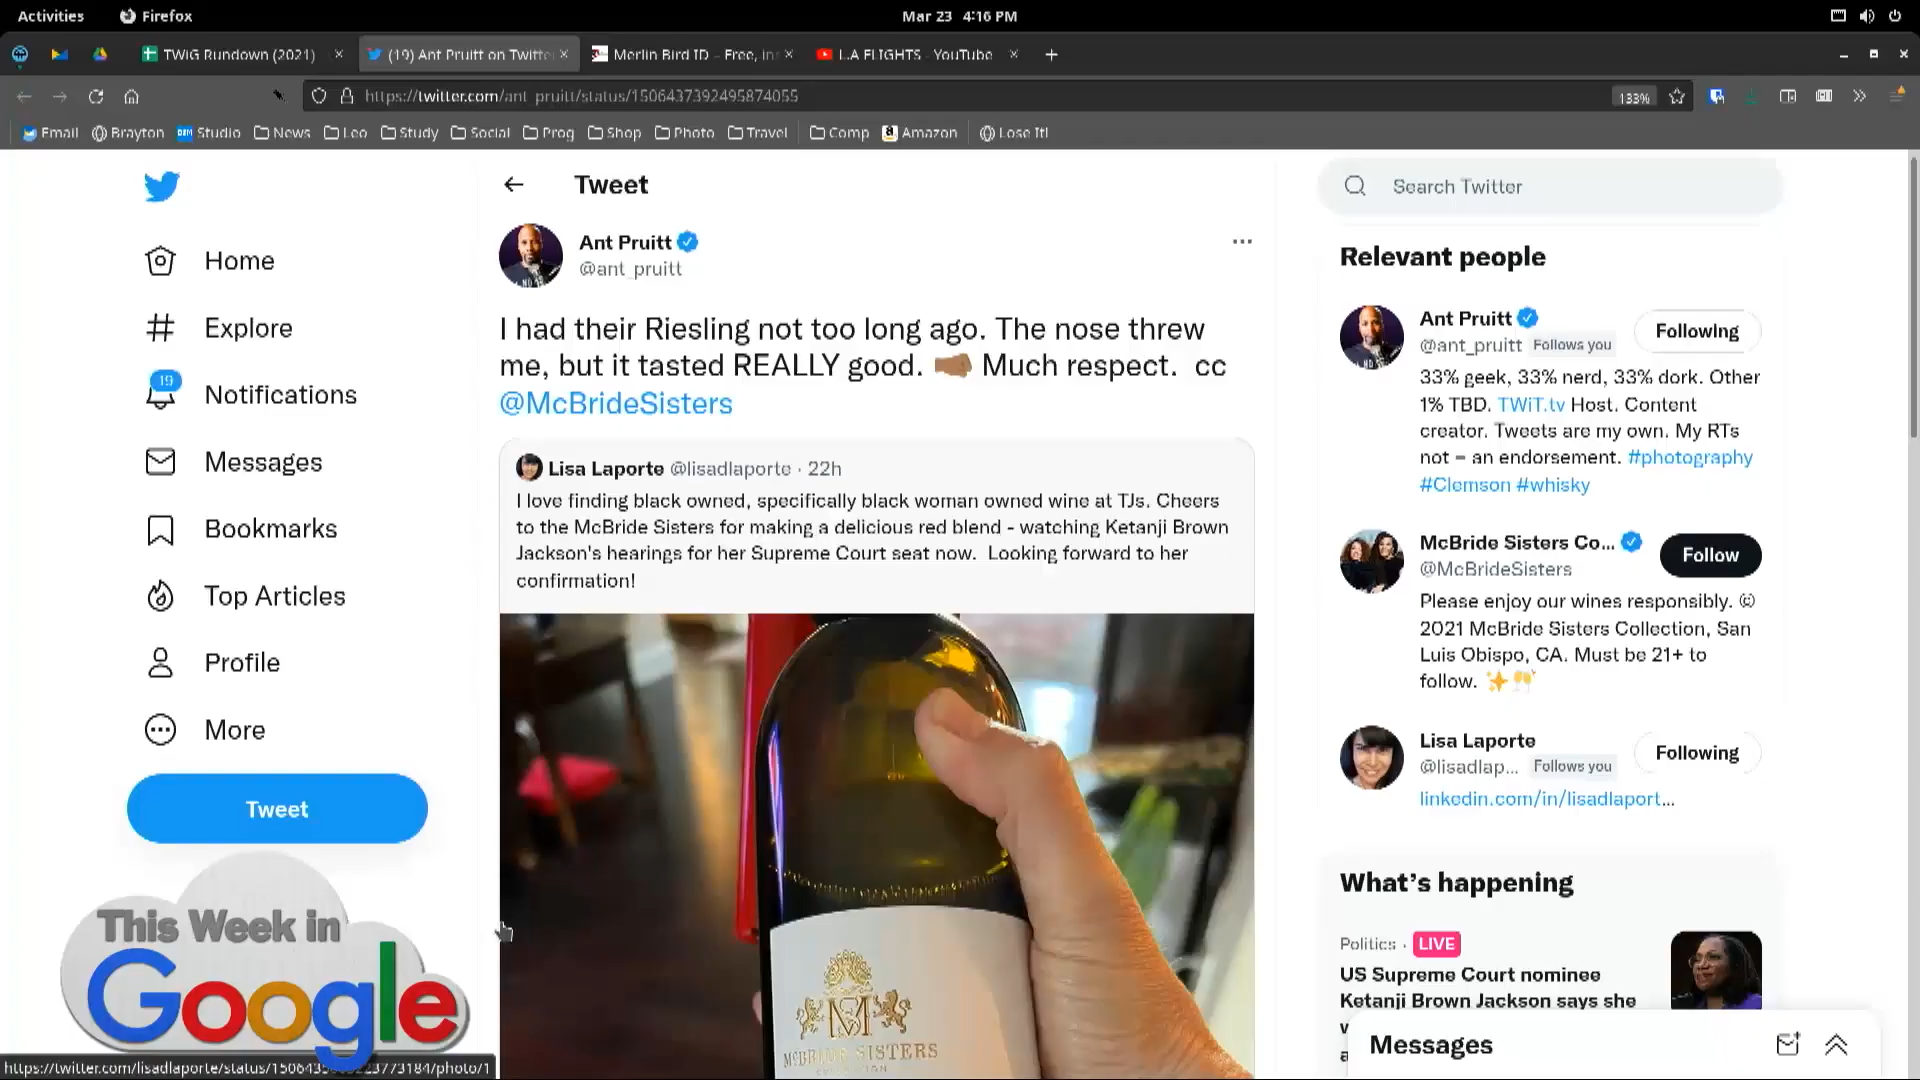 Activities
Firefox
Mar 23 4:16 PM
TWiG Rundown (2021)
(19) Ant Pruitt on Twitte
Merlin Bird ID – Free, in
L.A FLIGHTS - YouTube
https://twitter.com/ant_pruitt/status/1506437392495874055
133%
Email
Brayton
Studio
News
Leo
Study
Social
Prog
Shop
Photo
Travel
Comp
Amazon
Lose It!
Home
Explore
19
Notifications
Messages
Bookmarks
Top Articles
Profile
More
Tweet
This Week in
Google
Tweet
Ant Pruitt
@ant_pruitt
I had their Riesling not too long ago. The nose threw
me, but it tasted REALLY good. 🤜🏽 Much respect. cc
@McBrideSisters
Lisa Laporte @lisadlaporte · 22h
I love finding black owned, specifically black woman owned wine at TJs. Cheers
to the McBride Sisters for making a delicious red blend - watching Ketanji Brown
Jackson's hearings for her Supreme Court seat now. Looking forward to her
confirmation!
McBRIDE SISTERS
COLLECTION
Search Twitter
Relevant people
Ant Pruitt
Following
@ant_pruitt Follows you
33% geek, 33% nerd, 33% dork. Other
1% TBD. TWiT.tv Host. Content
creator. Tweets are my own. My RTs
not = an endorsement. #photography
#Clemson #whisky
McBride Sisters Co...
Follow
@McBrideSisters
Please enjoy our wines responsibly. ©
2021 McBride Sisters Collection, San
Luis Obispo, CA. Must be 21+ to
follow. ✨🥂
Lisa Laporte
Following
@lisadlap... Follows you
linkedin.com/in/lisadlaport...
What's happening
Politics · LIVE
US Supreme Court nominee
Ketanji Brown Jackson says she
Messages